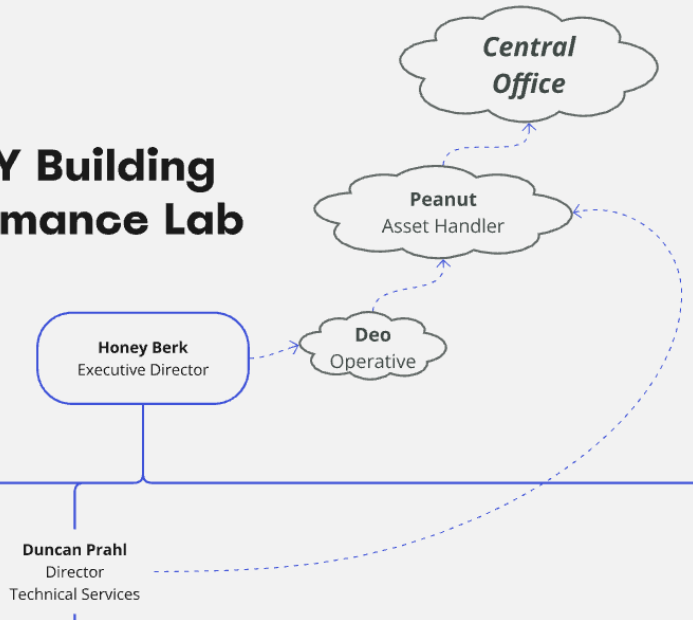 Central
Office
Y Building
mance Lab
Peanut
Asset Handler
Deo
Operative
Honey Berk
Executive Director
Duncan Prahl
Director
Technical Services